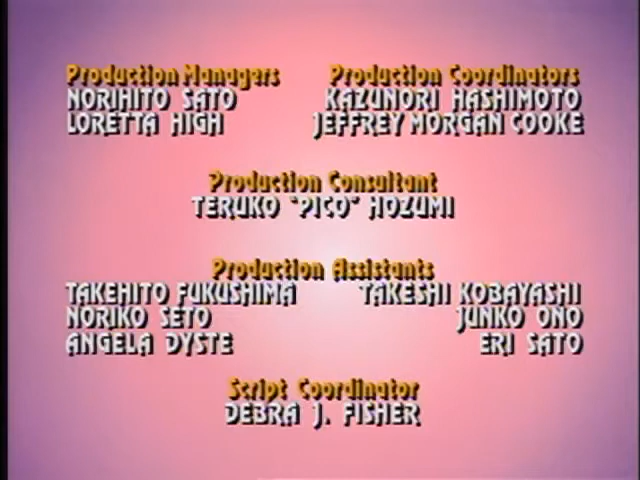 Production Managers
NORIHITO SATO
LORETTA HIGH
Production Coordinators
KAZUNORI HASHIMOTO
JEFFREY MORGAN COOKE
Production Consultant
TERUKO "PICO" HOZUMI
Production Assistants
TAKEHITO FUKUSHIMA
NORIKO SETO
ANGELA DYSTE
TAKESHI KOBAYASHI
JUNKO ONO
ERI SATO
Script Coordinator
DEBRA J. FISHER